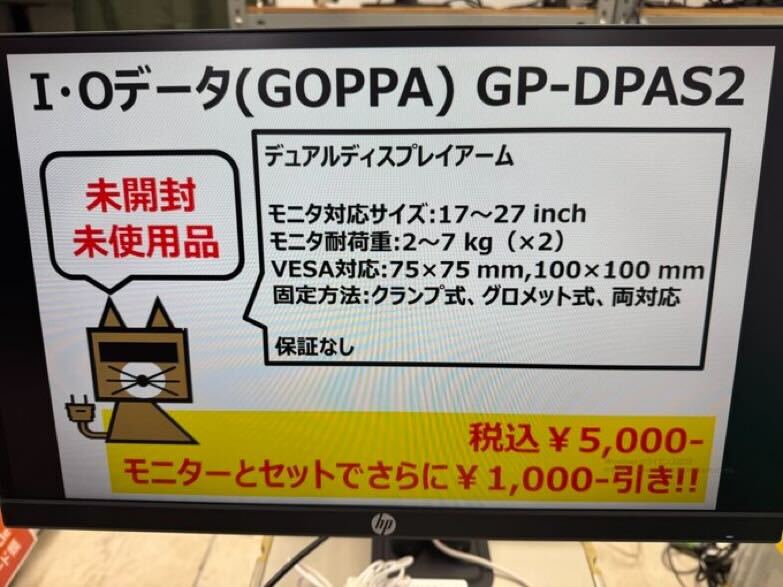 I・Oデータ(GOPPA) GP-DPAS2
未開封
未使用品
デュアルディスプレイアーム
モニタ対応サイズ:17～27 inch
モニタ耐荷重:2～7 kg（×2）
VESA対応:75×75 mm,100×100 mm
固定方法:クランプ式、グロメット式、両対応
保証なし
税込￥5,000-
モニターとセットでさらに￥1,000-引き!!
hp